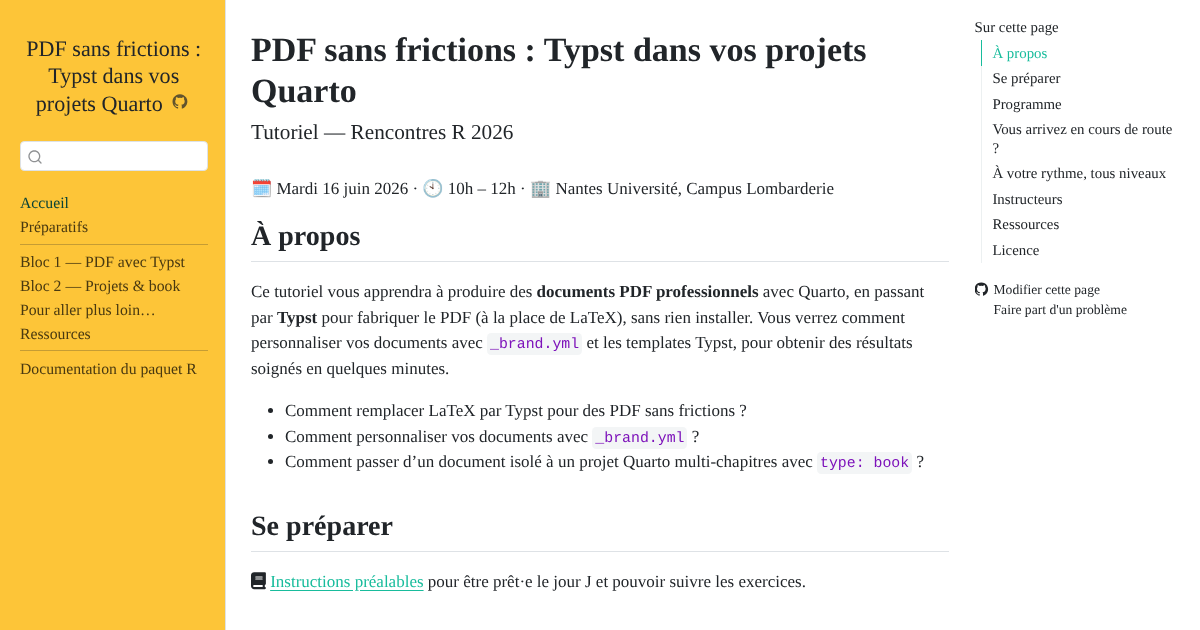 PDF sans frictions :
Typst dans vos
projets Quarto
Accueil
Préparatifs
Bloc 1 — PDF avec Typst
Bloc 2 — Projets & book
Pour aller plus loin…
Ressources
Documentation du paquet R
PDF sans frictions : Typst dans vos projets
Quarto
Tutoriel — Rencontres R 2026
🗓️ Mardi 16 juin 2026 · 🕙 10h – 12h · 🏢 Nantes Université, Campus Lombarderie
À propos
Ce tutoriel vous apprendra à produire des documents PDF professionnels avec Quarto, en passant
par Typst pour fabriquer le PDF (à la place de LaTeX), sans rien installer. Vous verrez comment
personnaliser vos documents avec _brand.yml et les templates Typst, pour obtenir des résultats
soignés en quelques minutes.
• Comment remplacer LaTeX par Typst pour des PDF sans frictions ?
• Comment personnaliser vos documents avec _brand.yml ?
• Comment passer d’un document isolé à un projet Quarto multi-chapitres avec type: book ?
Se préparer
Instructions préalables pour être prêt·e le jour J et pouvoir suivre les exercices.
Sur cette page
À propos
Se préparer
Programme
Vous arrivez en cours de route
?
À votre rythme, tous niveaux
Instructeurs
Ressources
Licence
Modifier cette page
Faire part d'un problème